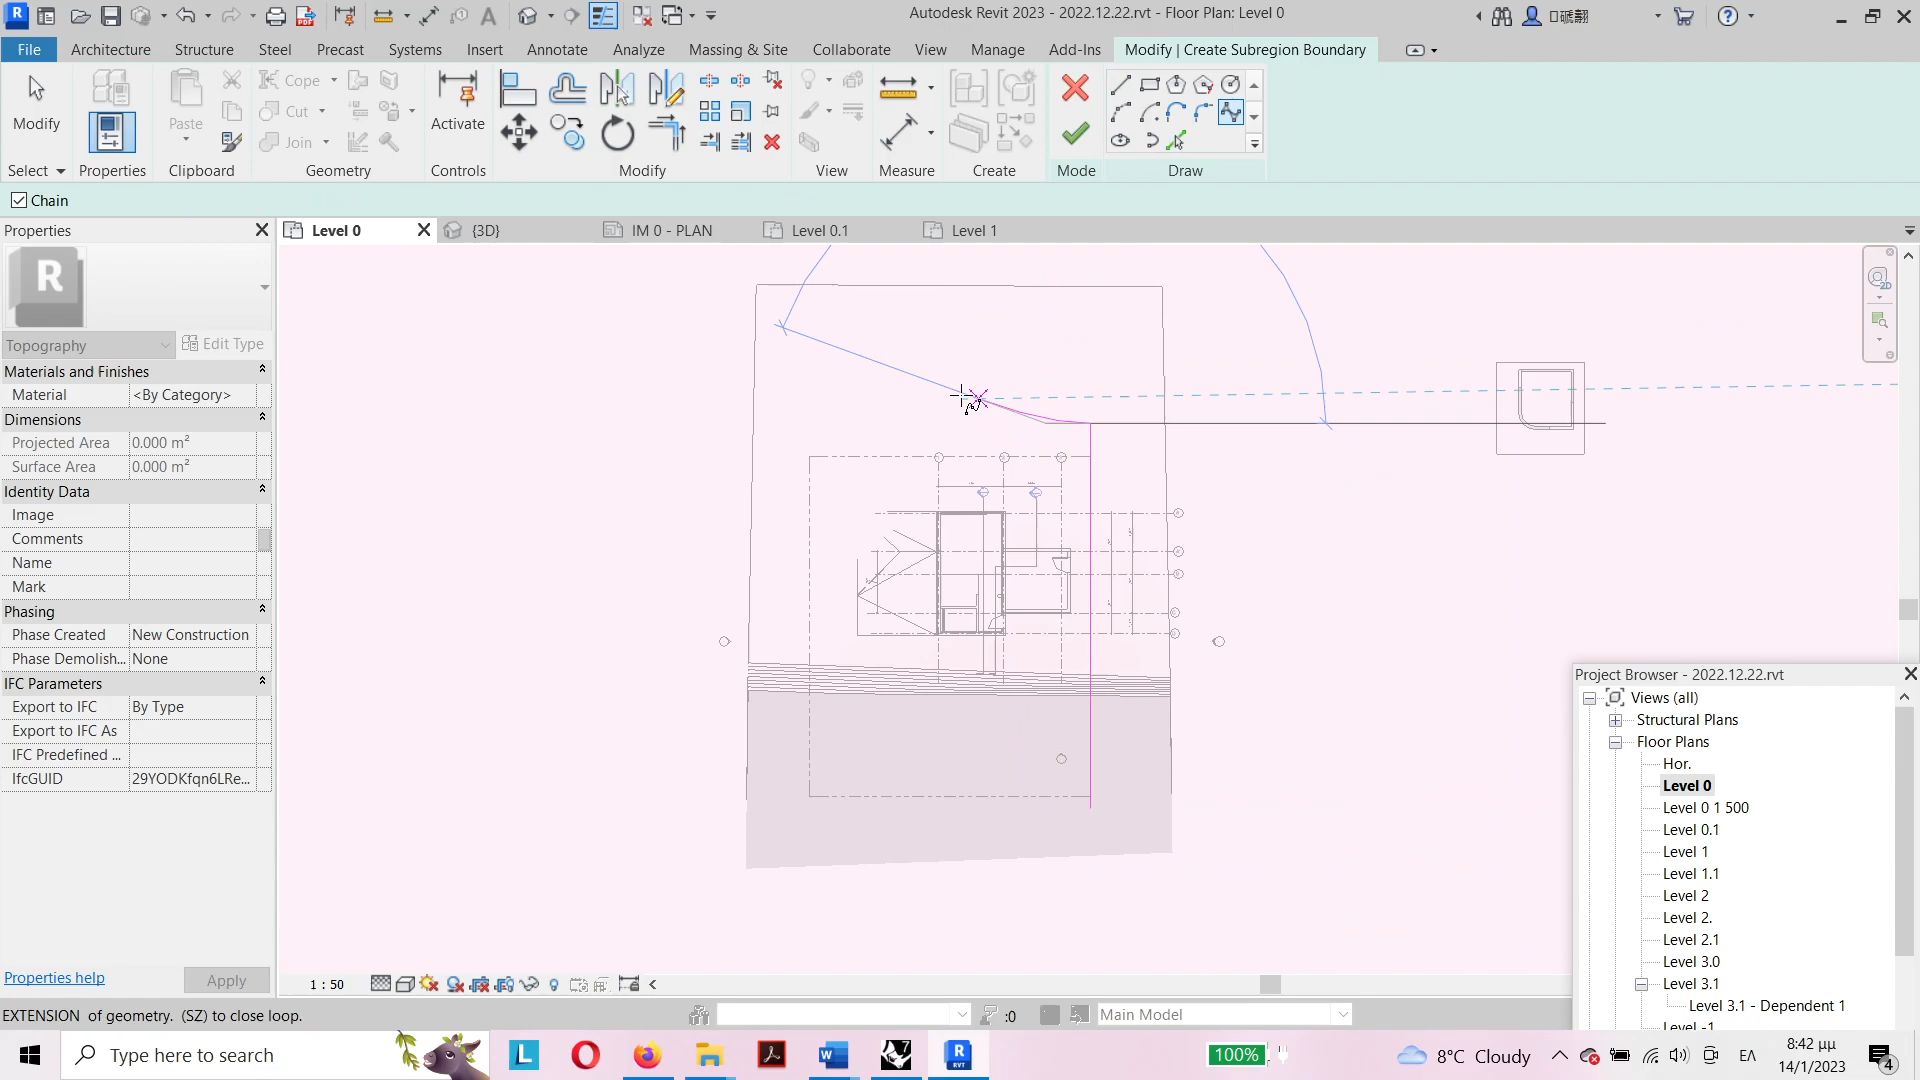 Autodesk Revit 2023 - 2022.12.22.rvt - Floor Plan: Level 0
File Architecture Structure Steel Precast Systems Insert Annotate Analyze Massing & Site Collaborate View Manage Add-Ins Modify | Create Subregion Boundary
Modify
Paste
Cope
Cut
Join
Activate
Select Properties Clipboard Geometry Controls Modify View Measure Create Mode Draw
Chain
Properties
Level 0 {3D} IM 0 - PLAN Level 0.1 Level 1
R
2D
Topography Edit Type
Materials and Finishes
Material <By Category>
Dimensions
Projected Area 0.000 m²
Surface Area 0.000 m²
Identity Data
Image
Comments
Name
Mark
Phasing
Phase Created New Construction
Phase Demolish... None
IFC Parameters
Export to IFC By Type
Export to IFC As
IFC Predefined ...
IfcGUID 29YODKfqn6LRe...
Properties help Apply
Project Browser - 2022.12.22.rvt
Views (all)
Structural Plans
Floor Plans
Hor.
Level 0
Level 0 1 500
Level 0.1
Level 1
Level 1.1
Level 2
Level 2.
Level 2.1
Level 3.0
Level 3.1
Level 3.1 - Dependent 1
Level -1
1 : 50
EXTENSION of geometry. (SZ) to close loop. :0 Main Model
Type here to search
100% 8°C Cloudy ΕΛ 8:42 μμ
14/1/2023 4